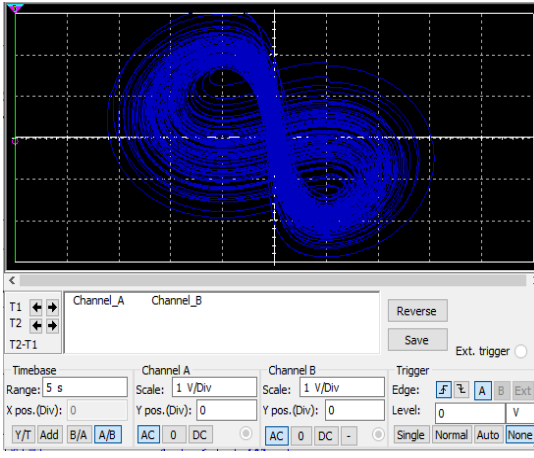 T1
T2
T2-T1
Channel_A Channel_B
Reverse
Save
Ext. trigger
Timebase
Range: 5 s
X pos.(Div): 0
Y/T Add B/A A/B
Channel A
Scale: 1 V/Div
Y pos.(Div): 0
AC 0 DC
Channel B
Scale: 1 V/Div
Y pos.(Div): 0
AC 0 DC -
Trigger
Edge: A B Ext
Level: 0 V
Single Normal Auto None